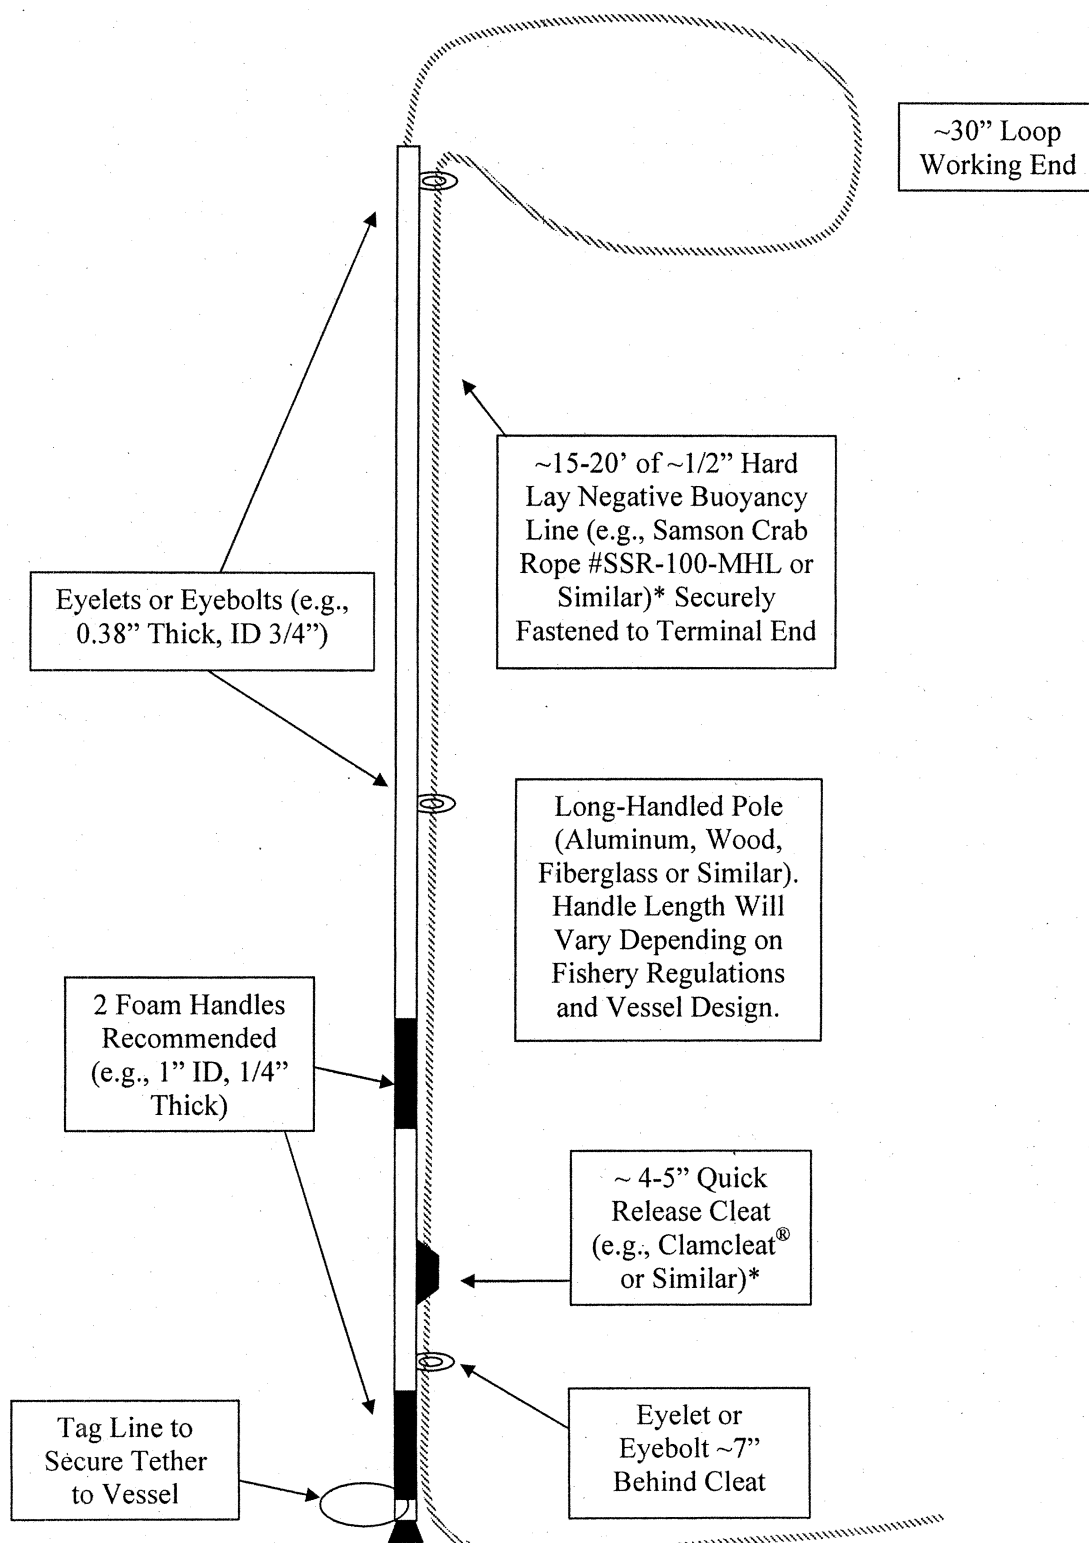 ~30” Loop
Working End
~15-20’ of ~1/2” Hard
Lay Negative Buoyancy
Line (e.g., Samson Crab
Rope #SSR-100-MHL or
Similar)* Securely
Fastened to Terminal End
Eyelets or Eyebolts (e.g.,
0.38” Thick, ID 3/4”)
Long-Handled Pole
(Aluminum, Wood,
Fiberglass or Similar).
Handle Length Will
Vary Depending on
Fishery Regulations
and Vessel Design.
2 Foam Handles
Recommended
(e.g., 1” ID, 1/4”
Thick)
~ 4-5” Quick
Release Cleat
(e.g., Clamcleat®
or Similar)*
Eyelet or
Eyebolt ~7”
Behind Cleat
Tag Line to
Secure Tether
to Vessel